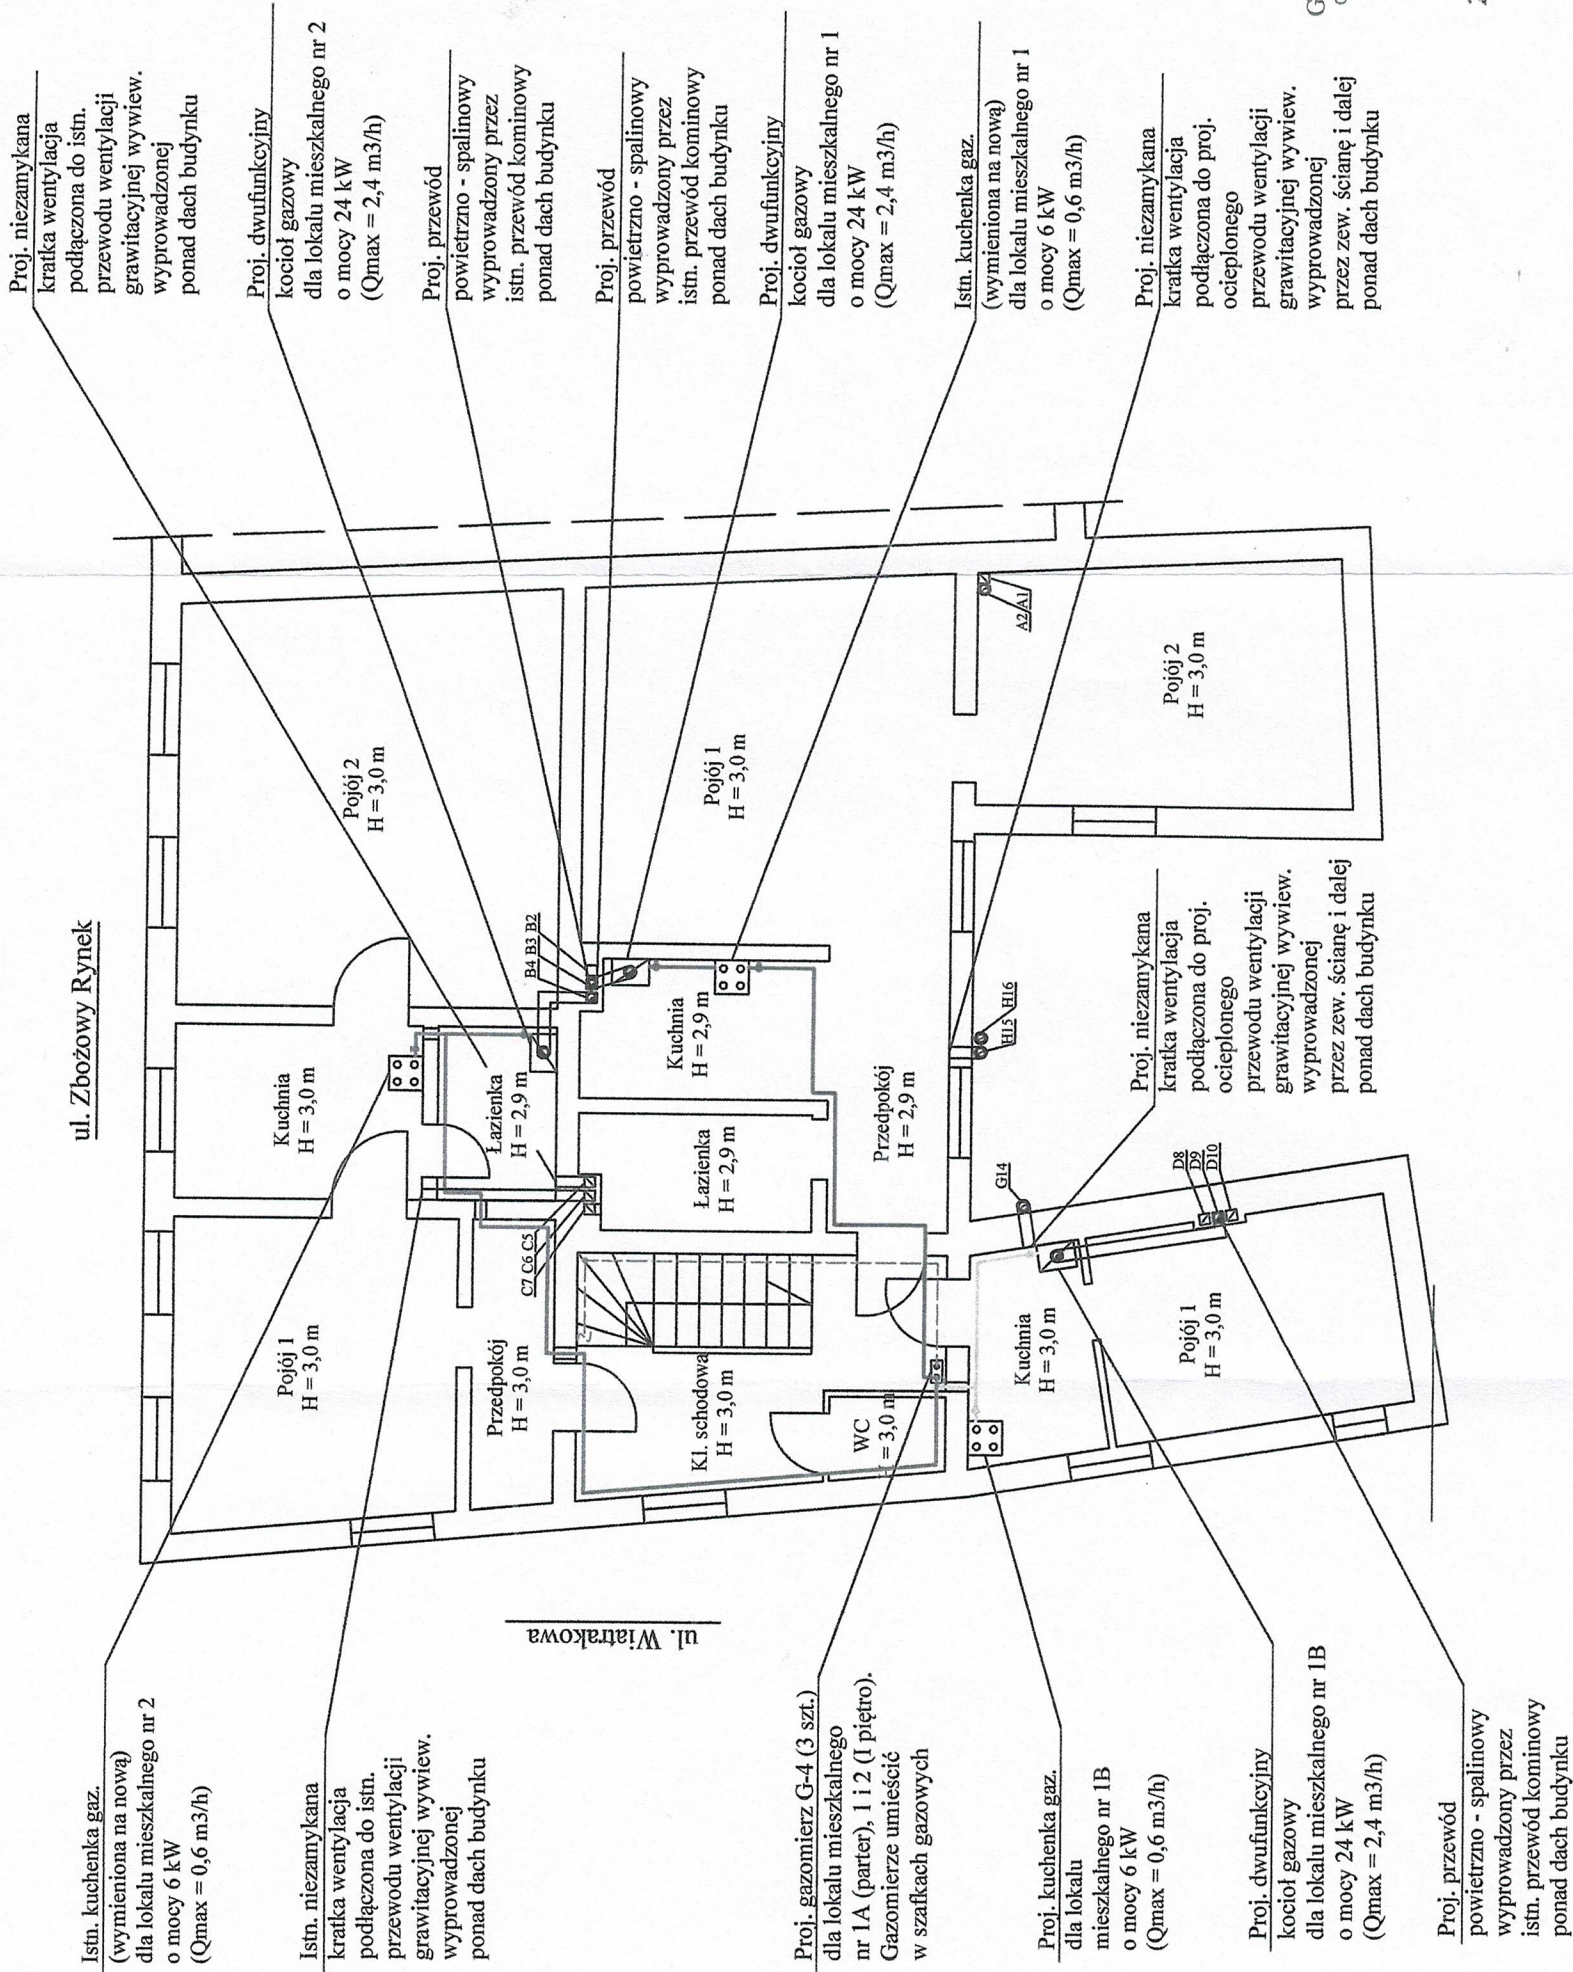 Proj. niezamykana
kratka wentylacja
podłączona do istn.
przewodu wentylacji
grawitacyjnej wywiew.
wyprowadzonej
ponad dach budynku
Proj. dwufunkcyjny
kocioł gazowy
dla lokalu mieszkalnego nr 2
o mocy 24 kW
(Qmax = 2,4 m3/h)
Proj. przewód
powietrzno - spalinowy
wyprowadzony przez
istn. przewód kominowy
ponad dach budynku
Proj. przewód
powietrzno - spalinowy
wyprowadzony przez
istn. przewód kominowy
ponad dach budynku
Proj. dwufunkcyjny
kocioł gazowy
dla lokalu mieszkalnego nr 1
o mocy 24 kW
(Qmax = 2,4 m3/h)
Istn. kuchenka gaz.
(wymieniona na nową)
dla lokalu mieszkalnego nr 1
o mocy 6 kW
(Qmax = 0,6 m3/h)
Proj. niezamykana
kratka wentylacja
podłączona do proj.
ocieplonego
przewodu wentylacji
grawitacyjnej wywiew.
wyprowadzonej
przez zew. ścianę i dalej
ponad dach budynku
ul. Zbożowy Rynek
Pojój 2
H = 3,0 m
Pojój 1
H = 3,0 m
Pojój 2
H = 3,0 m
A2 A1
B4 B3 B2
Kuchnia
H = 3,0 m
Łazienka
H = 2,9 m
Kuchnia
H = 2,9 m
Łazienka
H = 2,9 m
Przedpokój
H = 2,9 m
H15 H16
Proj. niezamykana
kratka wentylacja
podłączona do proj.
ocieplonego
przewodu wentylacji
grawitacyjnej wywiew.
wyprowadzonej
przez zew. ścianę i dalej
ponad dach budynku
C7 C6 C5
G14
D8
D9
D10
Pojój 1
H = 3,0 m
Przedpokój
H = 3,0 m
Kl. schodowa
H = 3,0 m
WC
= 3,0 m
Kuchnia
H = 3,0 m
Pojój 1
H = 3,0 m
ul. Wiatrakowa
Istn. kuchenka gaz.
(wymieniona na nową)
dla lokalu mieszkalnego nr 2
o mocy 6 kW
(Qmax = 0,6 m3/h)
Istn. niezamykana
kratka wentylacja
podłączona do istn.
przewodu wentylacji
grawitacyjnej wywiew.
wyprowadzonej
ponad dach budynku
Proj. gazomierz G-4 (3 szt.)
dla lokalu mieszkalnego
nr 1A (parter), 1 i 2 (I piętro).
Gazomierze umieścić
w szafkach gazowych
Proj. kuchenka gaz.
dla lokalu
mieszkalnego nr 1B
o mocy 6 kW
(Qmax = 0,6 m3/h)
Proj. dwufunkcyjny
kocioł gazowy
dla lokalu mieszkalnego nr 1B
o mocy 24 kW
(Qmax = 2,4 m3/h)
Proj. przewód
powietrzno - spalinowy
wyprowadzony przez
istn. przewód kominowy
ponad dach budynku